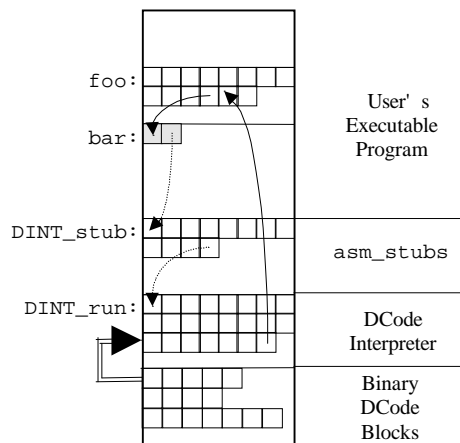 foo:
User' s
Executable
Program
bar:
DINT_stub:
asm_stubs
DINT_run:
DCode
Interpreter
Binary
DCode
Blocks